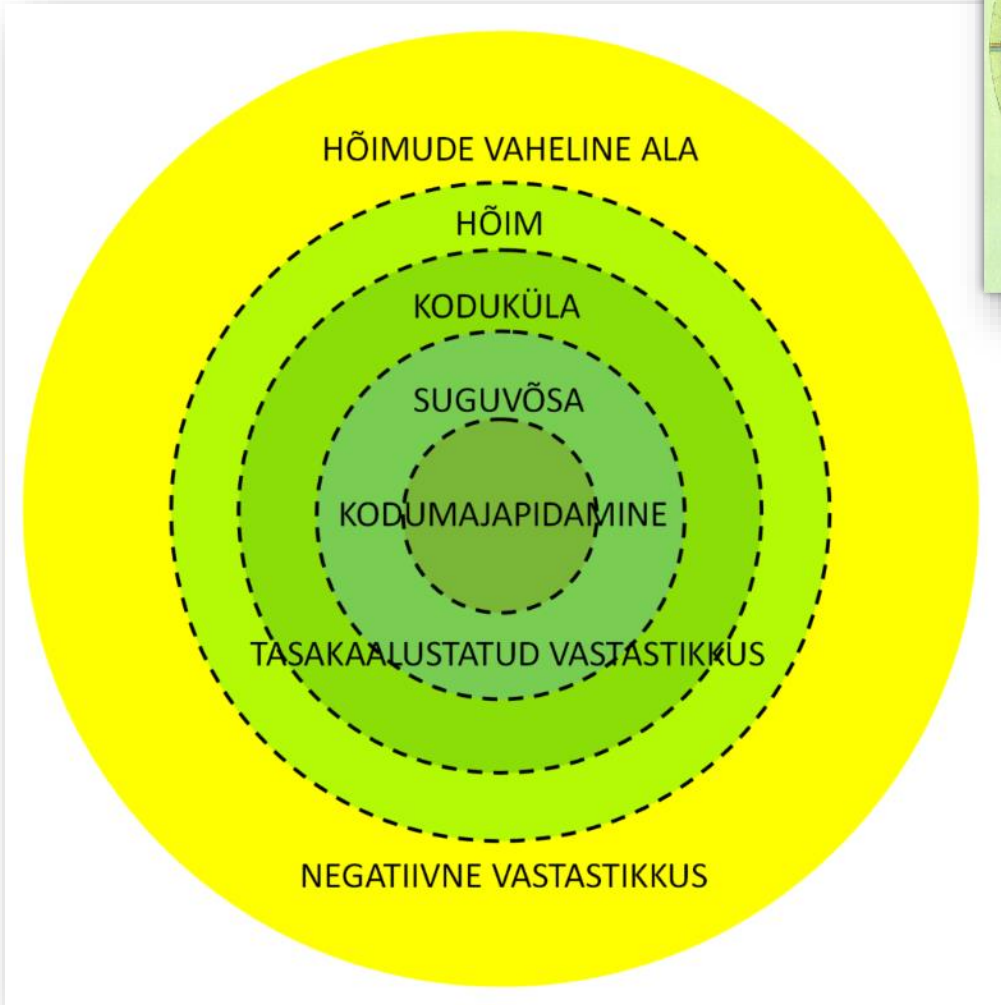 HÕIMUDE VAHELINE ALA
HÕIM
KODUKÜLA
SUGUVÕSA
KODUMAJAPIDAMINE
TASAKAALUSTATUD VASTASTIKKUS
NEGATIIVNE VASTASTIKKUS